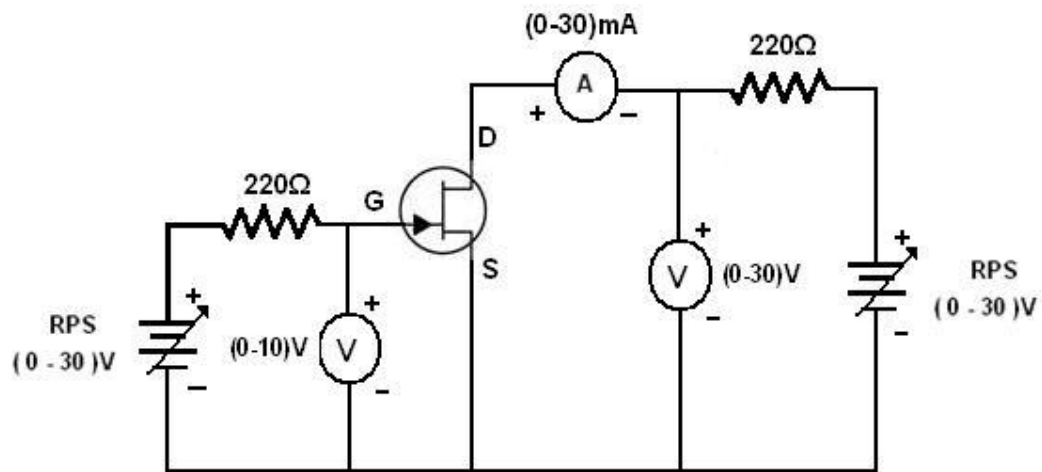 (0-30)mA
220Ω
A
+
−
D
220Ω
G
S
+
V
(0-30)V
−
+
RPS
(0-30)V
−
+
RPS
(0-30)V
−
+
(0-10)V
V
−